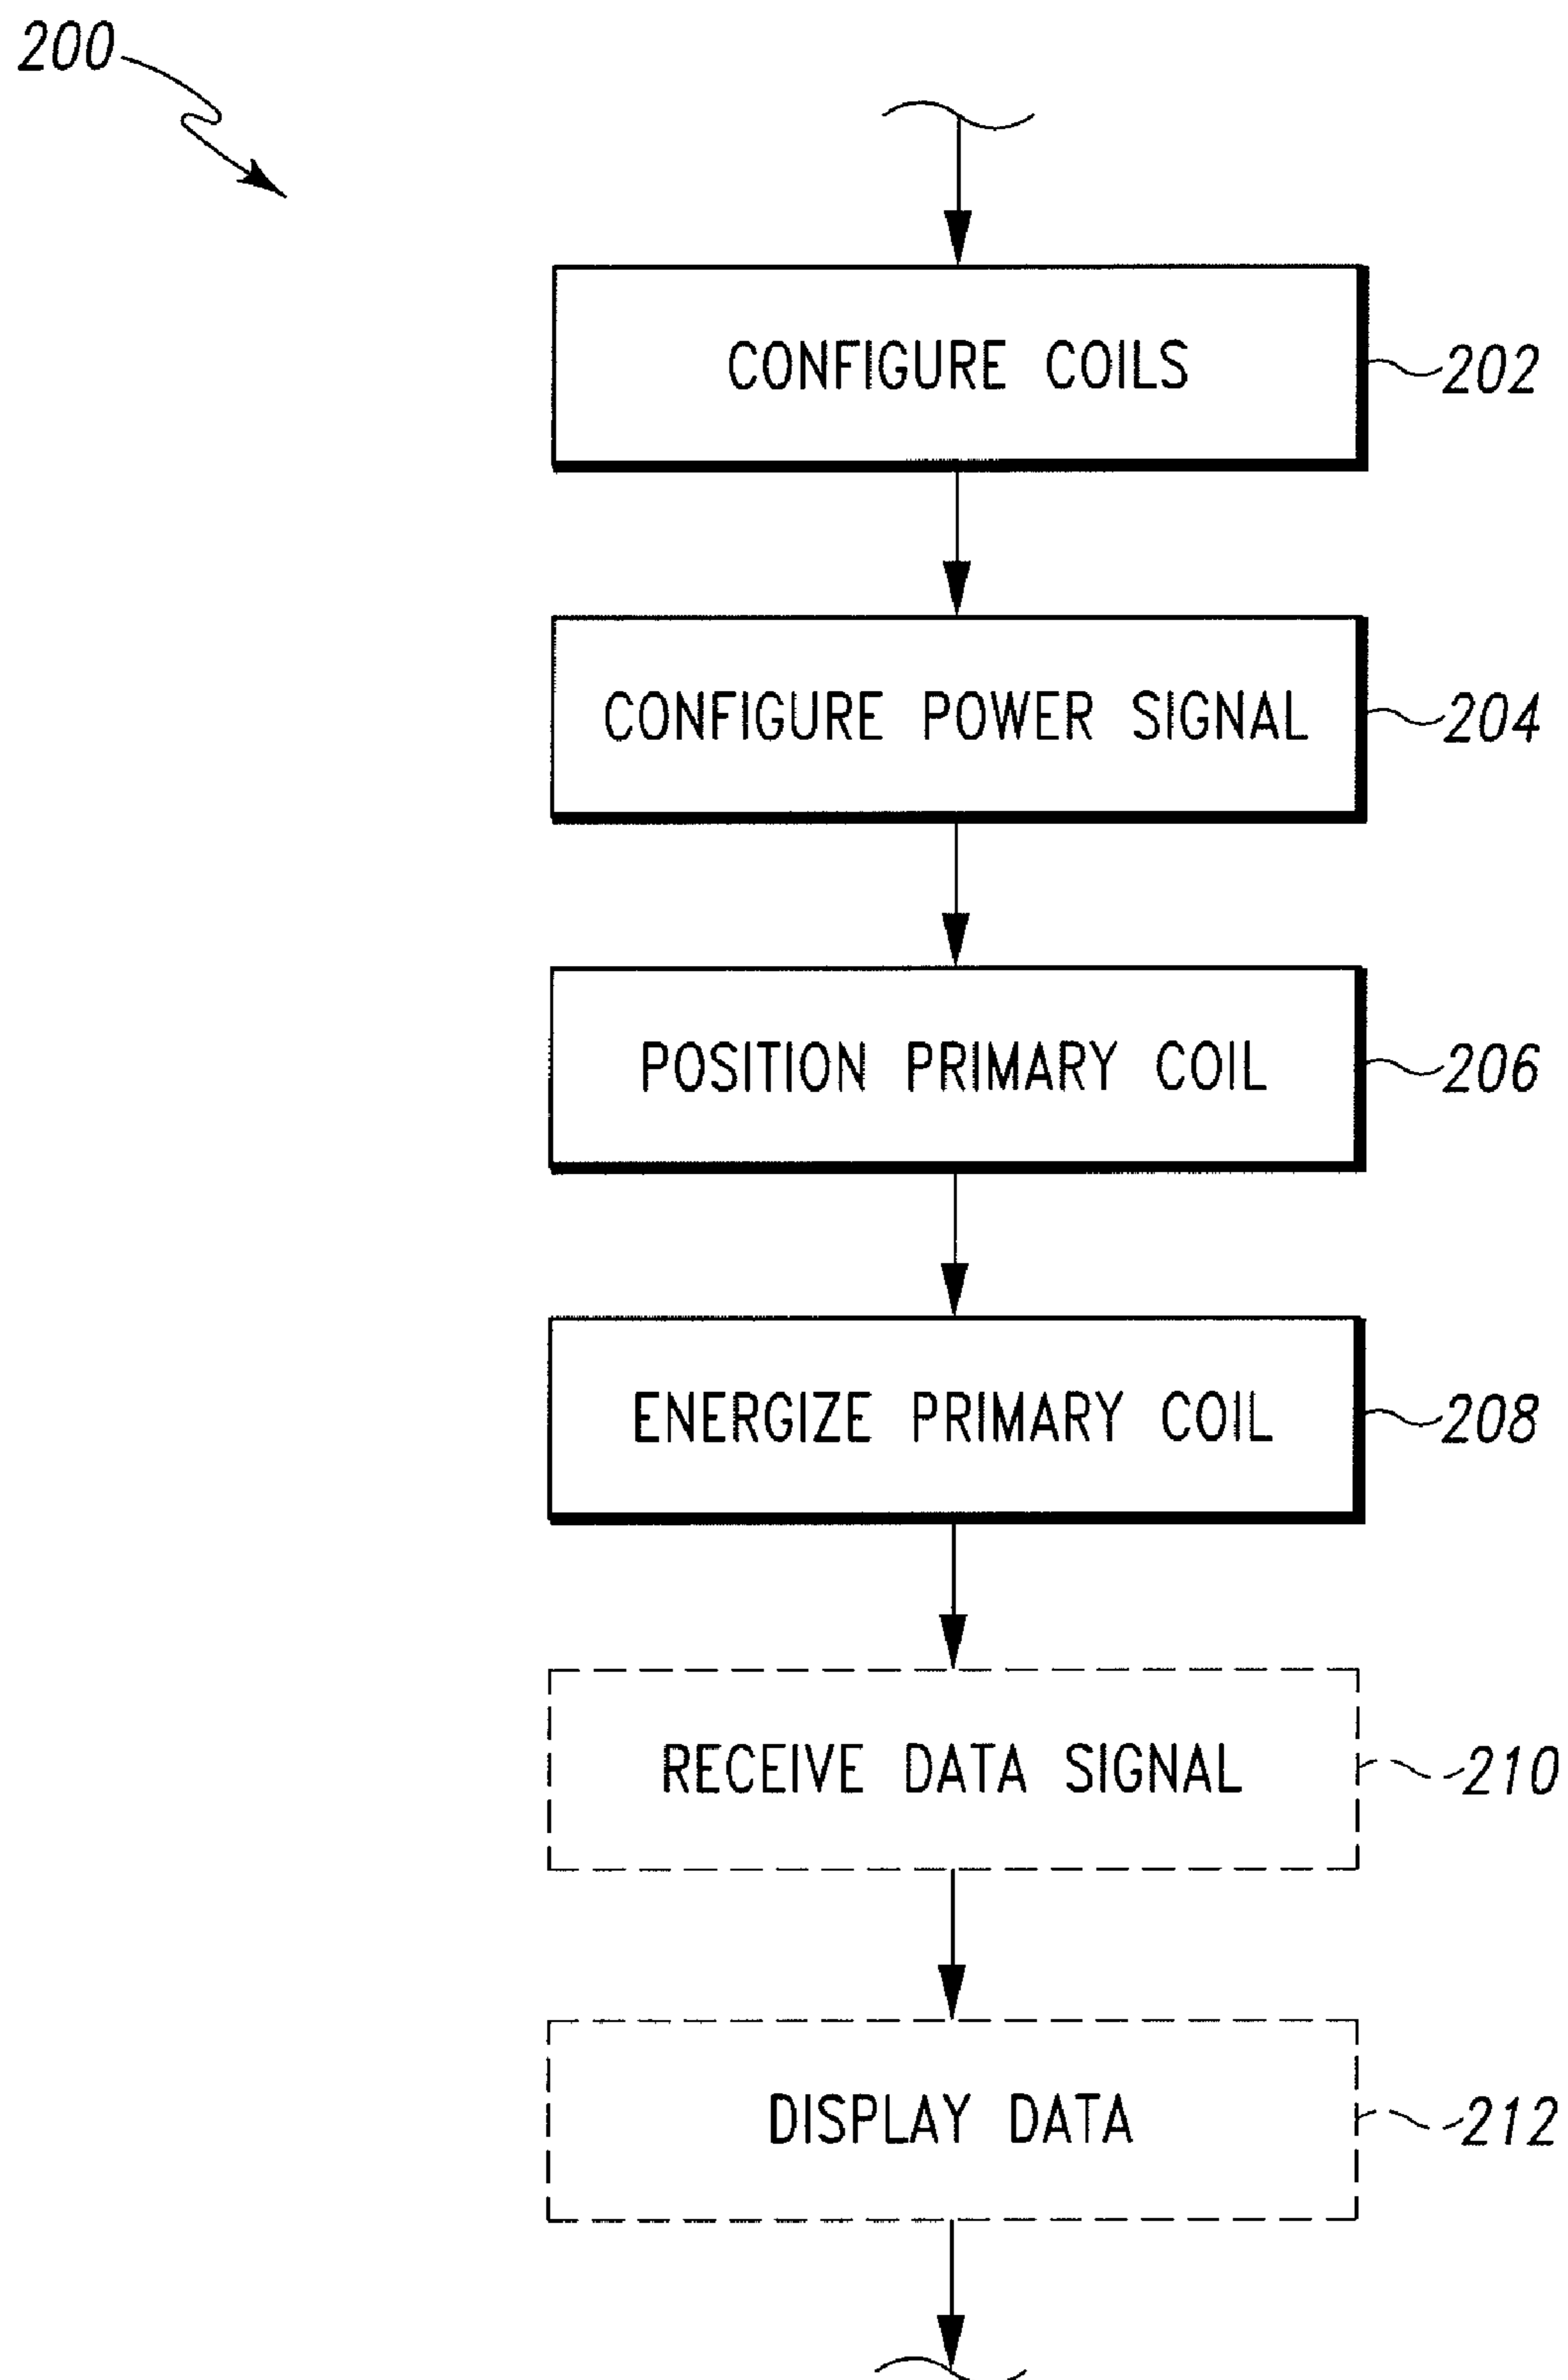 200
CONFIGURE COILS
202
CONFIGURE POWER SIGNAL
204
POSITION PRIMARY COIL
206
ENERGIZE PRIMARY COIL
208
RECEIVE DATA SIGNAL
210
DISPLAY DATA
212